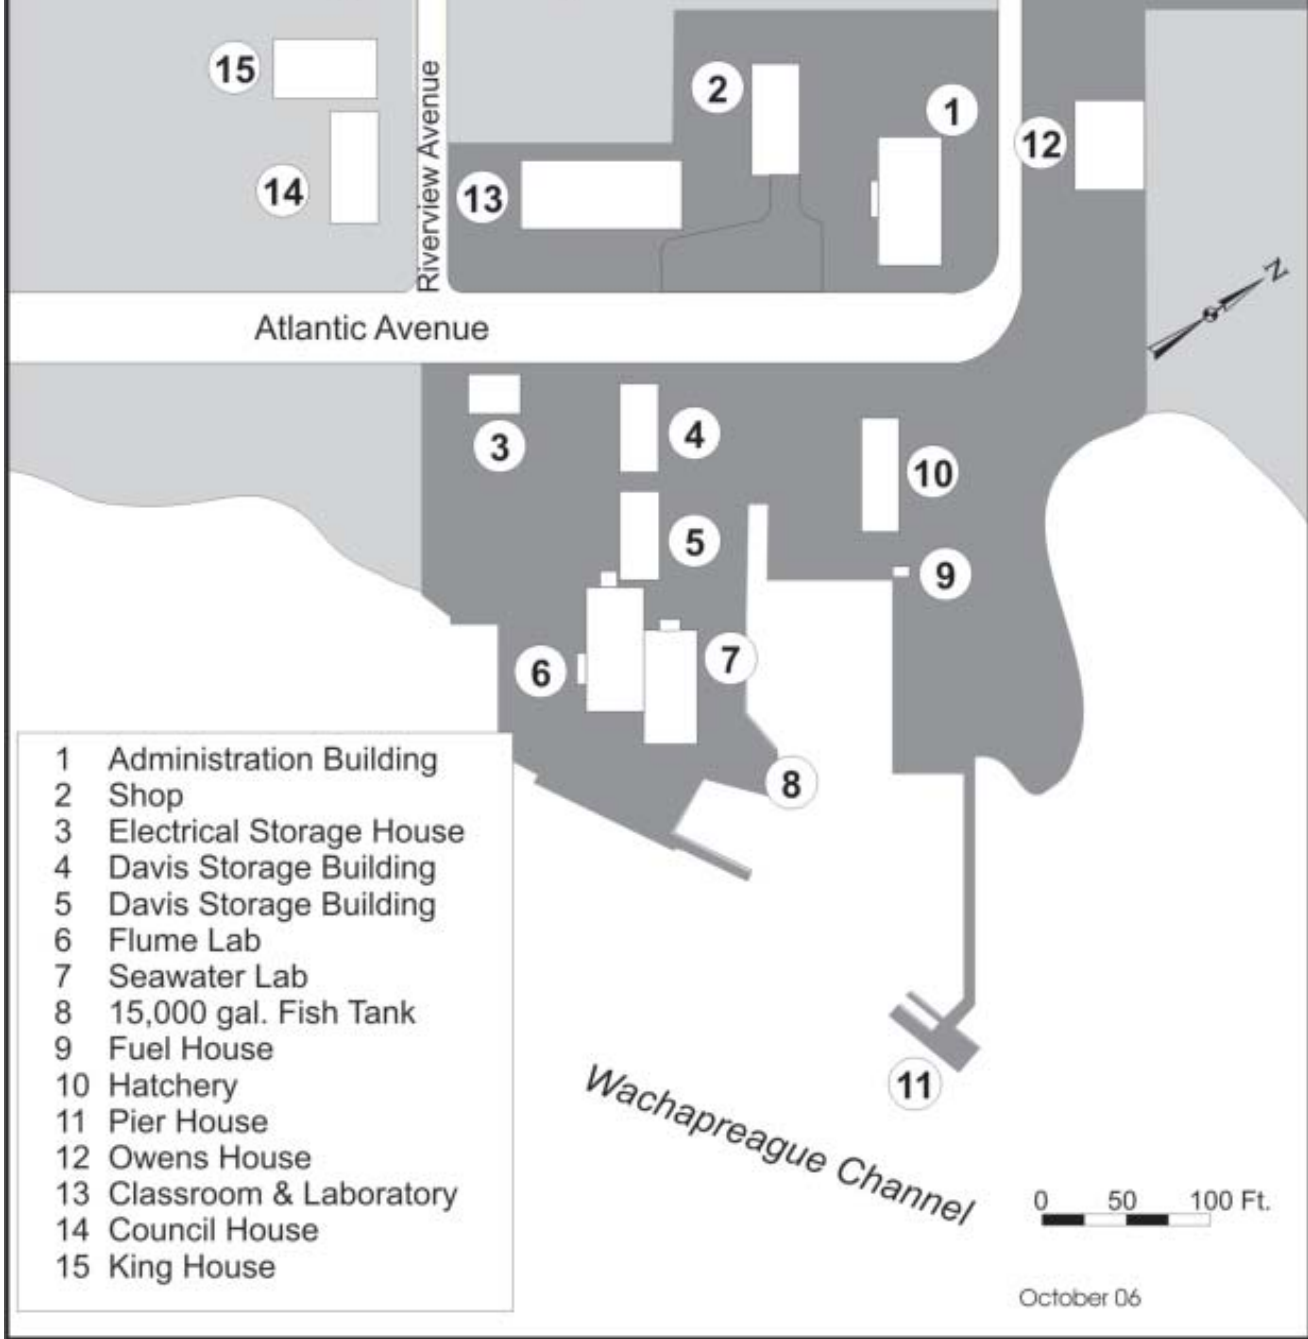 15
2
1
12
14
13
Riverview Avenue
N
Atlantic Avenue
3
4
10
5
9
6
7
8
1 Administration Building
2 Shop
3 Electrical Storage House
4 Davis Storage Building
5 Davis Storage Building
6 Flume Lab
7 Seawater Lab
8 15,000 gal. Fish Tank
9 Fuel House
10 Hatchery
11 Pier House
12 Owens House
13 Classroom & Laboratory
14 Council House
15 King House
11
Wachapreague Channel
0 50 100 Ft.
October 06